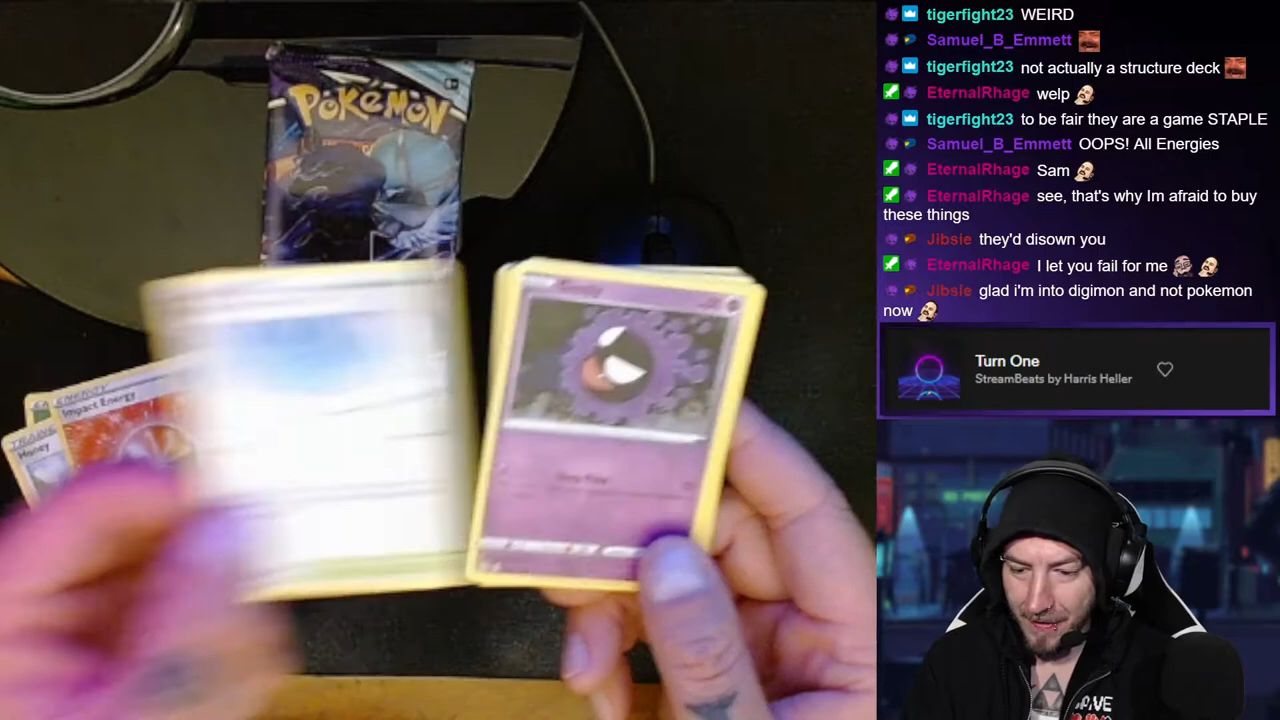 POKéMON
ENERGY
Impact Energy
TRAINER
Honey
Gastly
tigerfight23 WEIRD
Samuel_B_Emmett
tigerfight23 not actually a structure deck
EternalRhage welp
tigerfight23 to be fair they are a game STAPLE
Samuel_B_Emmett OOPS! All Energies
EternalRhage Sam
EternalRhage see, that's why Im afraid to buy
these things
Jibsie they'd disown you
EternalRhage I let you fail for me
Jibsie glad i'm into digimon and not pokemon
now
Turn One
StreamBeats by Harris Heller